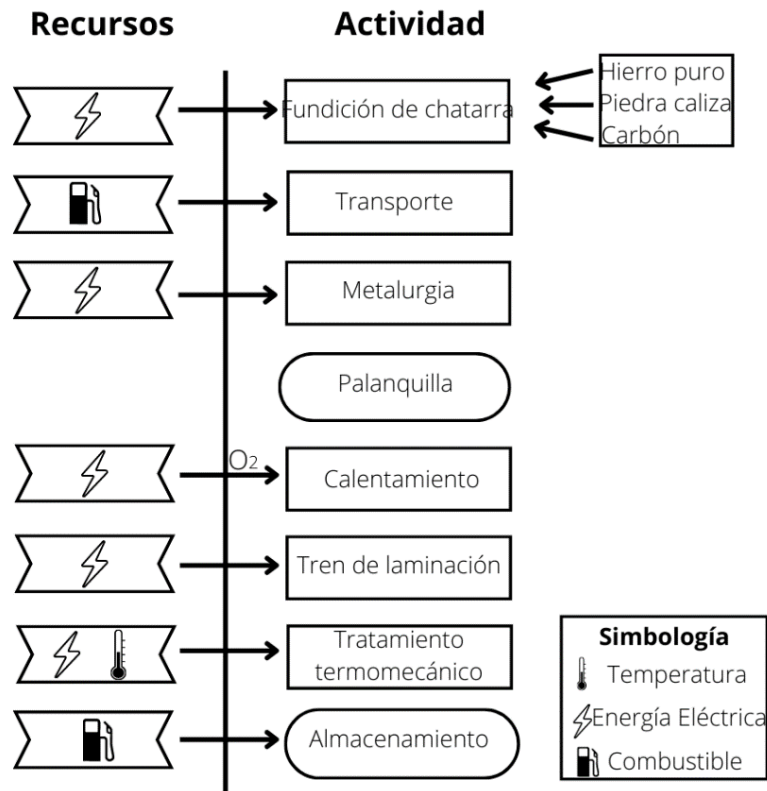 Recursos
Actividad
Fundición de chatarra
Hierro puro
Piedra caliza
Carbón
Transporte
Metalurgia
Palanquilla
O₂
Calentamiento
Tren de laminación
Tratamiento
termomecánico
Almacenamiento
Simbología
Temperatura
Energía Eléctrica
Combustible